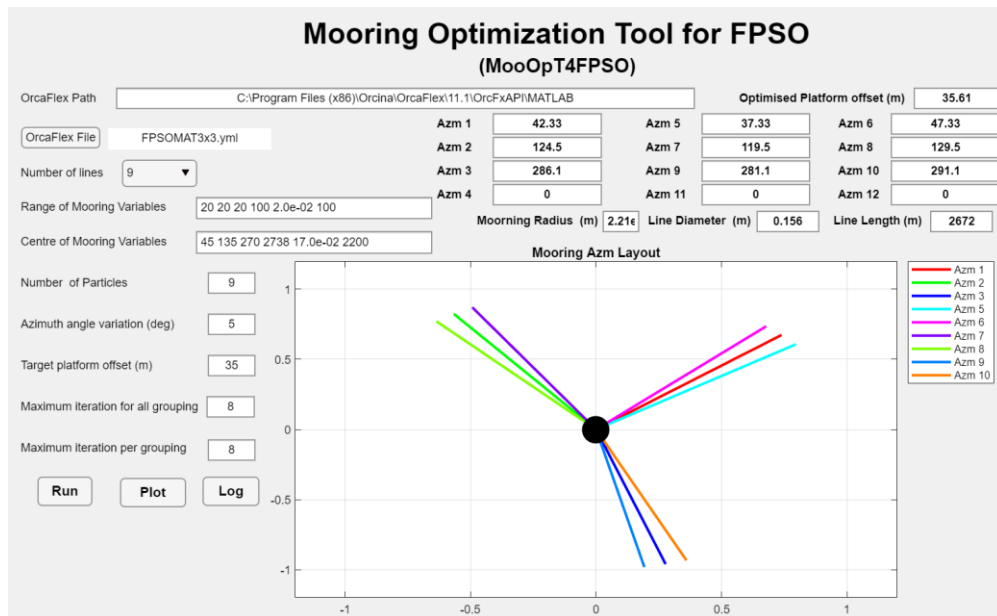 Mooring Optimization Tool for FPSO
(MooOpT4FPSO)
OrcaFlex Path C:\Program Files (x86)\Orcina\OrcaFlex\11.1\OrcFxAPI\MATLAB Optimised Platform offset (m) 35.61
OrcaFlex File FPSOMAT3x3.yml
Azm 1 42.33 Azm 5 37.33 Azm 6 47.33
Azm 2 124.5 Azm 7 119.5 Azm 8 129.5
Number of lines 9
Azm 3 286.1 Azm 9 281.1 Azm 10 291.1
Azm 4 0 Azm 11 0 Azm 12 0
Range of Mooring Variables 20 20 20 100 2.0e-02 100
Moorning Radius (m) 2.21e Line Diameter (m) 0.156 Line Length (m) 2672
Centre of Mooring Variables 45 135 270 2738 17.0e-02 2200
Number of Particles 9
Azimuth angle variation (deg) 5
Target platform offset (m) 35
Maximum iteration for all grouping 8
Maximum iteration per grouping 8
Run Plot Log
Mooring Azm Layout
1
0.5
0
-0.5
-1
-1 -0.5 0 0.5 1
Azm 1
Azm 2
Azm 3
Azm 5
Azm 6
Azm 7
Azm 8
Azm 9
Azm 10